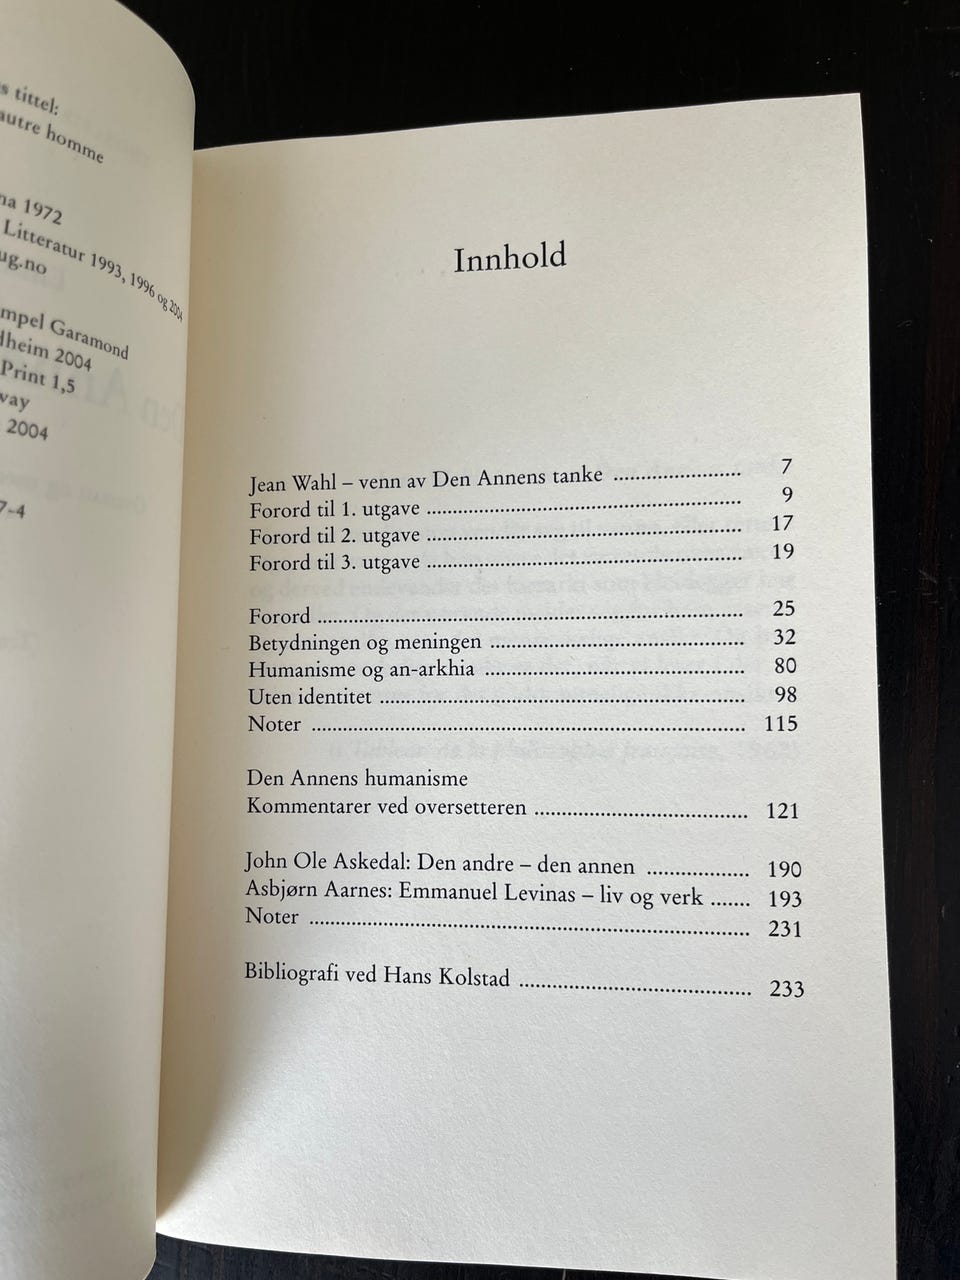 s tittel:
autre homme
na 1972
Litteratur 1993, 1996 og 2004
ug.no
mpel Garamond
dheim 2004
Print 1,5
way
2004
7-4
Innhold
Jean Wahl – venn av Den Annens tanke ..................... 7
Forord til 1. utgave ..................................................... 9
Forord til 2. utgave ..................................................... 17
Forord til 3. utgave ..................................................... 19
Forord ........................................................................ 25
Betydningen og meningen .......................................... 32
Humanisme og an-arkhia ........................................... 80
Uten identitet ............................................................. 98
Noter ......................................................................... 115
Den Annens humanisme
Kommentarer ved oversetteren ................................... 121
John Ole Askedal: Den andre – den annen ................. 190
Asbjørn Aarnes: Emmanuel Levinas – liv og verk ....... 193
Noter ......................................................................... 231
Bibliografi ved Hans Kolstad ...................................... 233